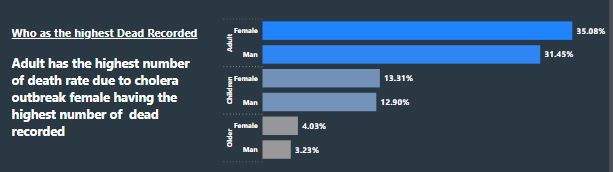 Who as the highest Dead Recorded
Adult has the highest number
of death rate due to cholera
outbreak female having the
highest number of dead
recorded
Adult
Female
35.08%
Man
31.45%
Children
Female
13.31%
Man
12.90%
Older
Female
4.03%
Man
3.23%